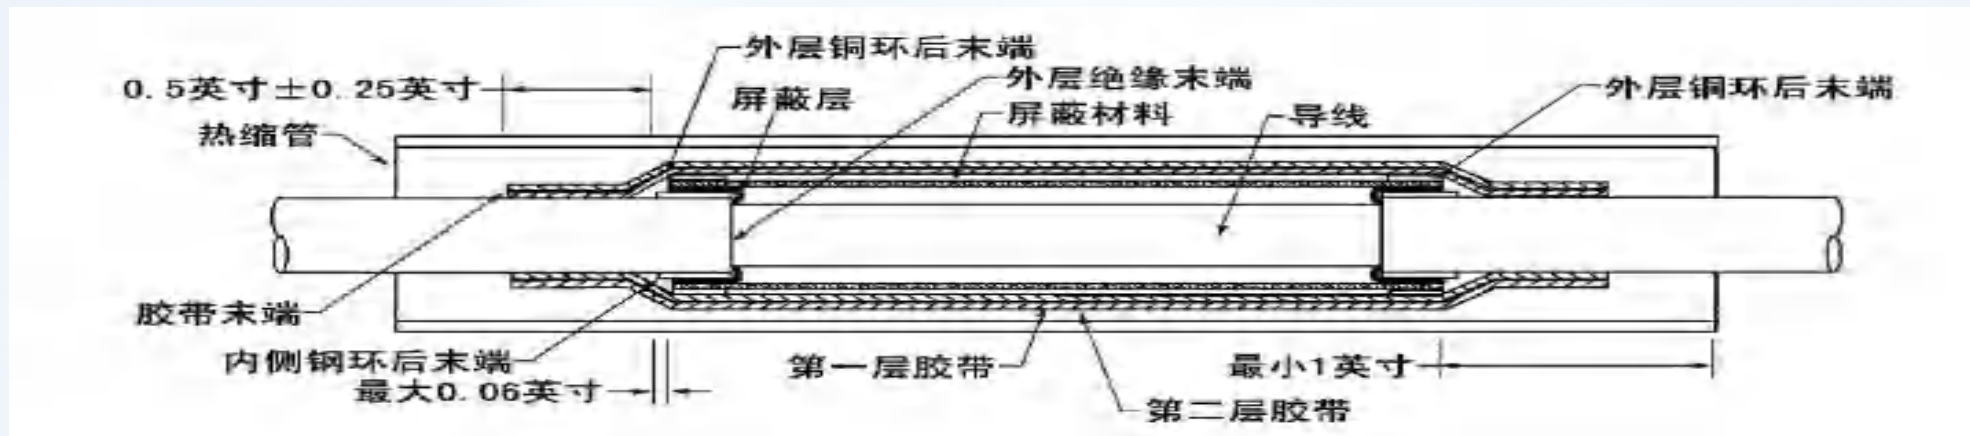 外层铜环后末端
外层绝缘末端
0.5英寸±0.25英寸
屏蔽层
外层铜环后末端
屏蔽材料
导线
热缩管
胶带末端
内侧钢环后末端
第一层胶带
最小1英寸
最大0.06英寸
第二层胶带